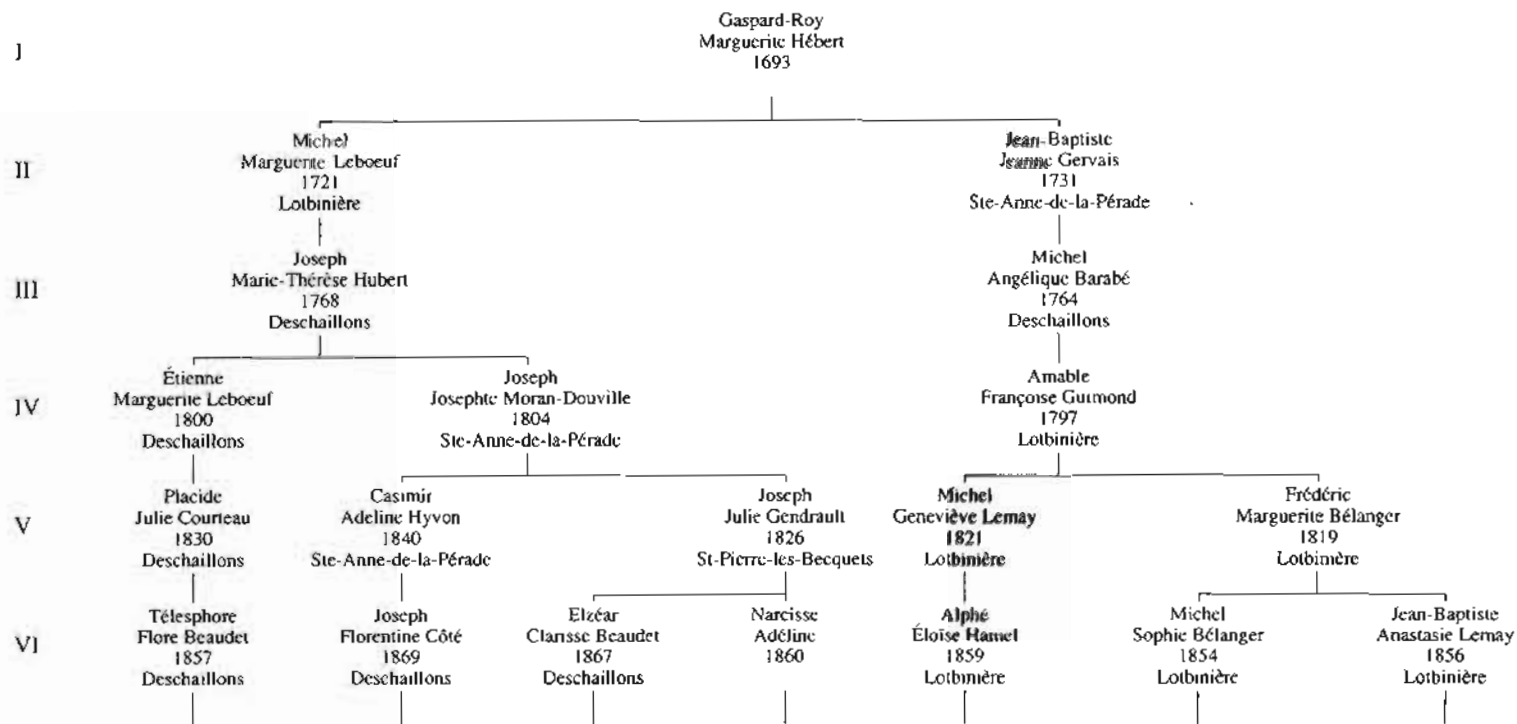 I
Gaspard-Roy
Marguerite Hébert
1693
II
Michel
Marguerite Leboeuf
1721
Lotbinière
Jean-Baptiste
Jeanne Gervais
1731
Ste-Anne-de-la-Pérade
III
Joseph
Marie-Thérèse Hubert
1768
Deschaillons
Michel
Angélique Barabé
1764
Deschaillons
IV
Étienne
Marguerite Leboeuf
1800
Deschaillons
Joseph
Josephte Moran-Douville
1804
Ste-Anne-de-la-Pérade
Amable
Françoise Guimond
1797
Lotbinière
V
Placide
Julie Courteau
1830
Deschaillons
Casimir
Adeline Hyvon
1840
Ste-Anne-de-la-Pérade
Joseph
Julie Gendrault
1826
St-Pierre-les-Becquets
Michel
Geneviève Lemay
1821
Lotbinière
Frédéric
Marguerite Bélanger
1819
Lotbinière
VI
Télesphore
Flore Beaudet
1857
Deschaillons
Joseph
Florentine Côté
1869
Deschaillons
Elzéar
Clarisse Beaudet
1867
Deschaillons
Narcisse
Adéline
1860
Alphé
Éloïse Hamel
1859
Lotbinière
Michel
Sophie Bélanger
1854
Lotbinière
Jean-Baptiste
Anastasie Lemay
1856
Lotbinière